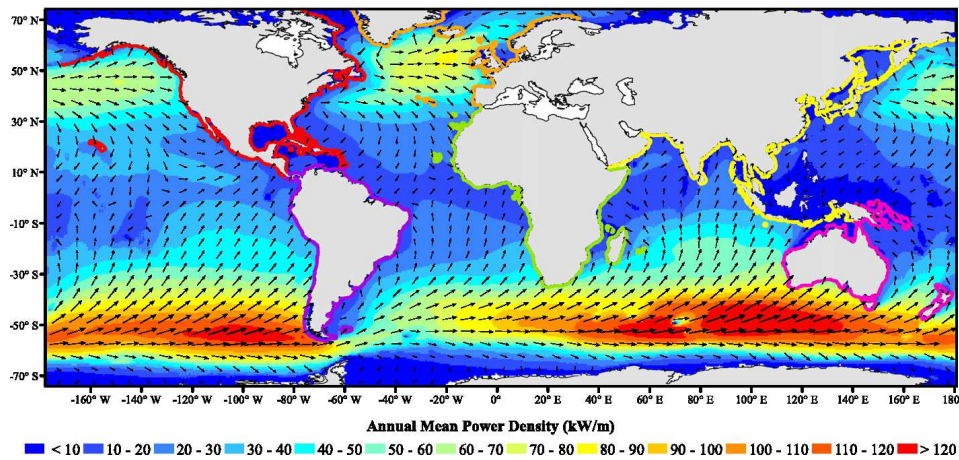 70° N
50° N
30° N
10° N
-10° S
-30° S
-50° S
-70° S
-160° W -140° W -120° W -100° W -80° W -60° W -40° W -20° W 0° 20° E 40° E 60° E 80° E 100° E 120° E 140° E 160° E 180
Annual Mean Power Density (kW/m)
< 10 10 - 20 20 - 30 30 - 40 40 - 50 50 - 60 60 - 70 70 - 80 80 - 90 90 - 100 100 - 110 110 - 120 > 120